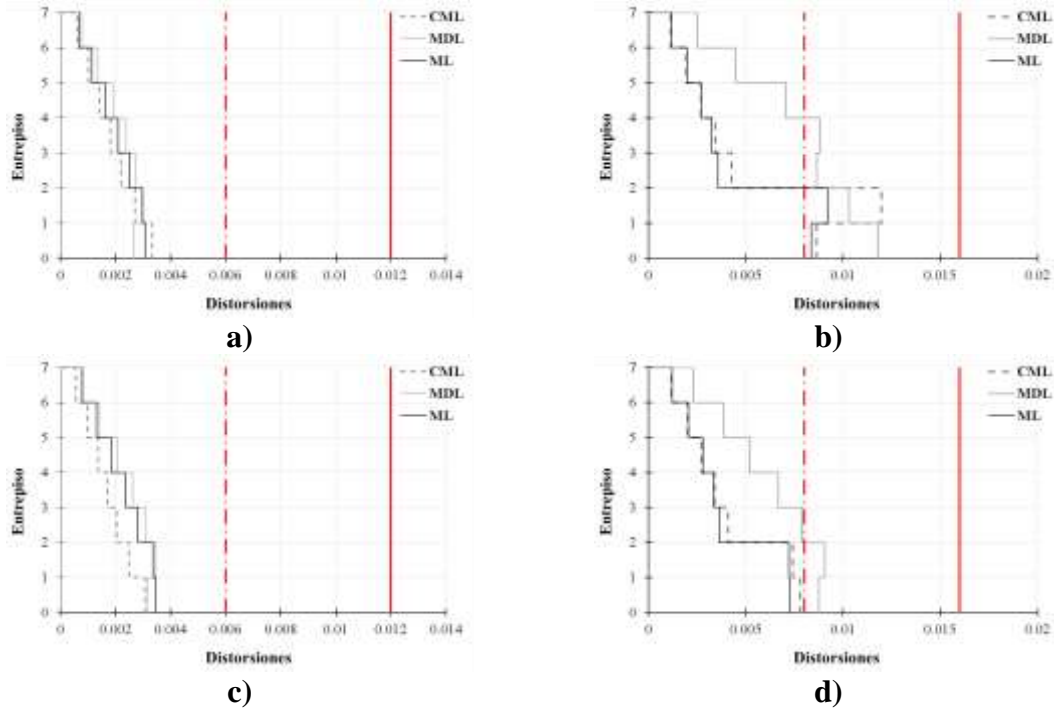 7
6
5
4
3
2
1
0
Entrepiso
CML
MDL
ML
0 0.002 0.004 0.006 0.008 0.01 0.012 0.014
Distorsiones
a)
7
6
5
4
3
2
1
0
Entrepiso
CML
MDL
ML
0 0.005 0.01 0.015 0.02
Distorsiones
b)
7
6
5
4
3
2
1
0
Entrepiso
CML
MDL
ML
0 0.002 0.004 0.006 0.008 0.01 0.012 0.014
Distorsiones
c)
7
6
5
4
3
2
1
0
Entrepiso
CML
MDL
ML
0 0.005 0.01 0.015 0.02
Distorsiones
d)